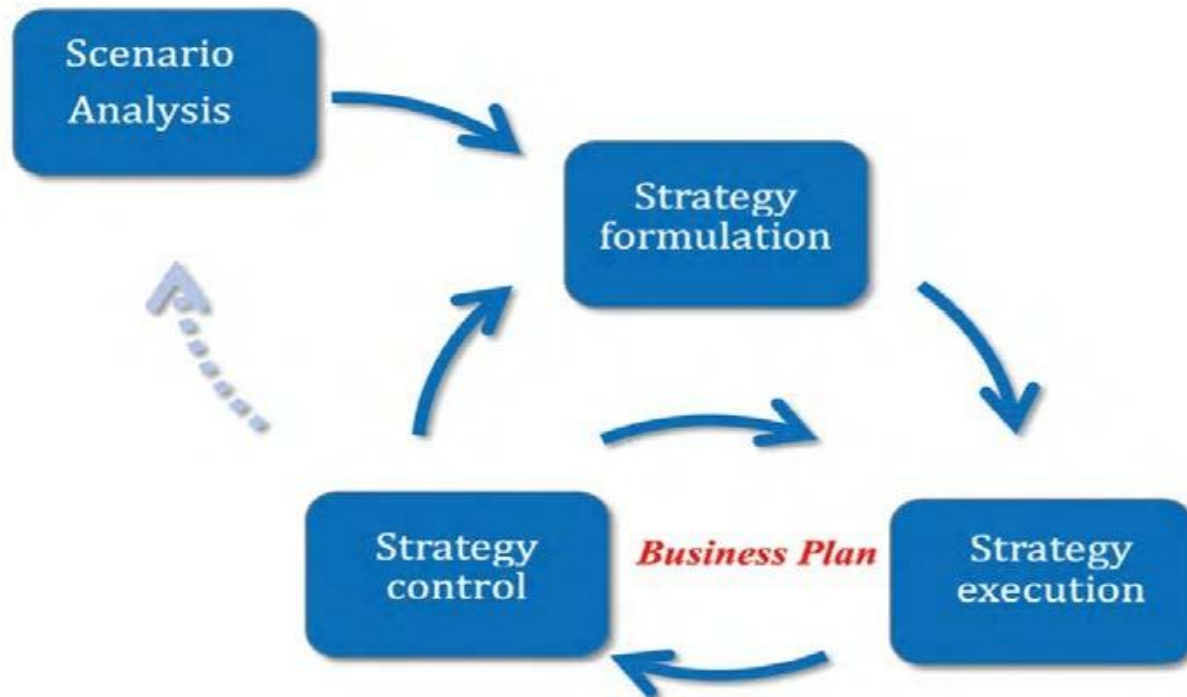 Scenario
Analysis
Strategy
formulation
Strategy
control
Business Plan
Strategy
execution